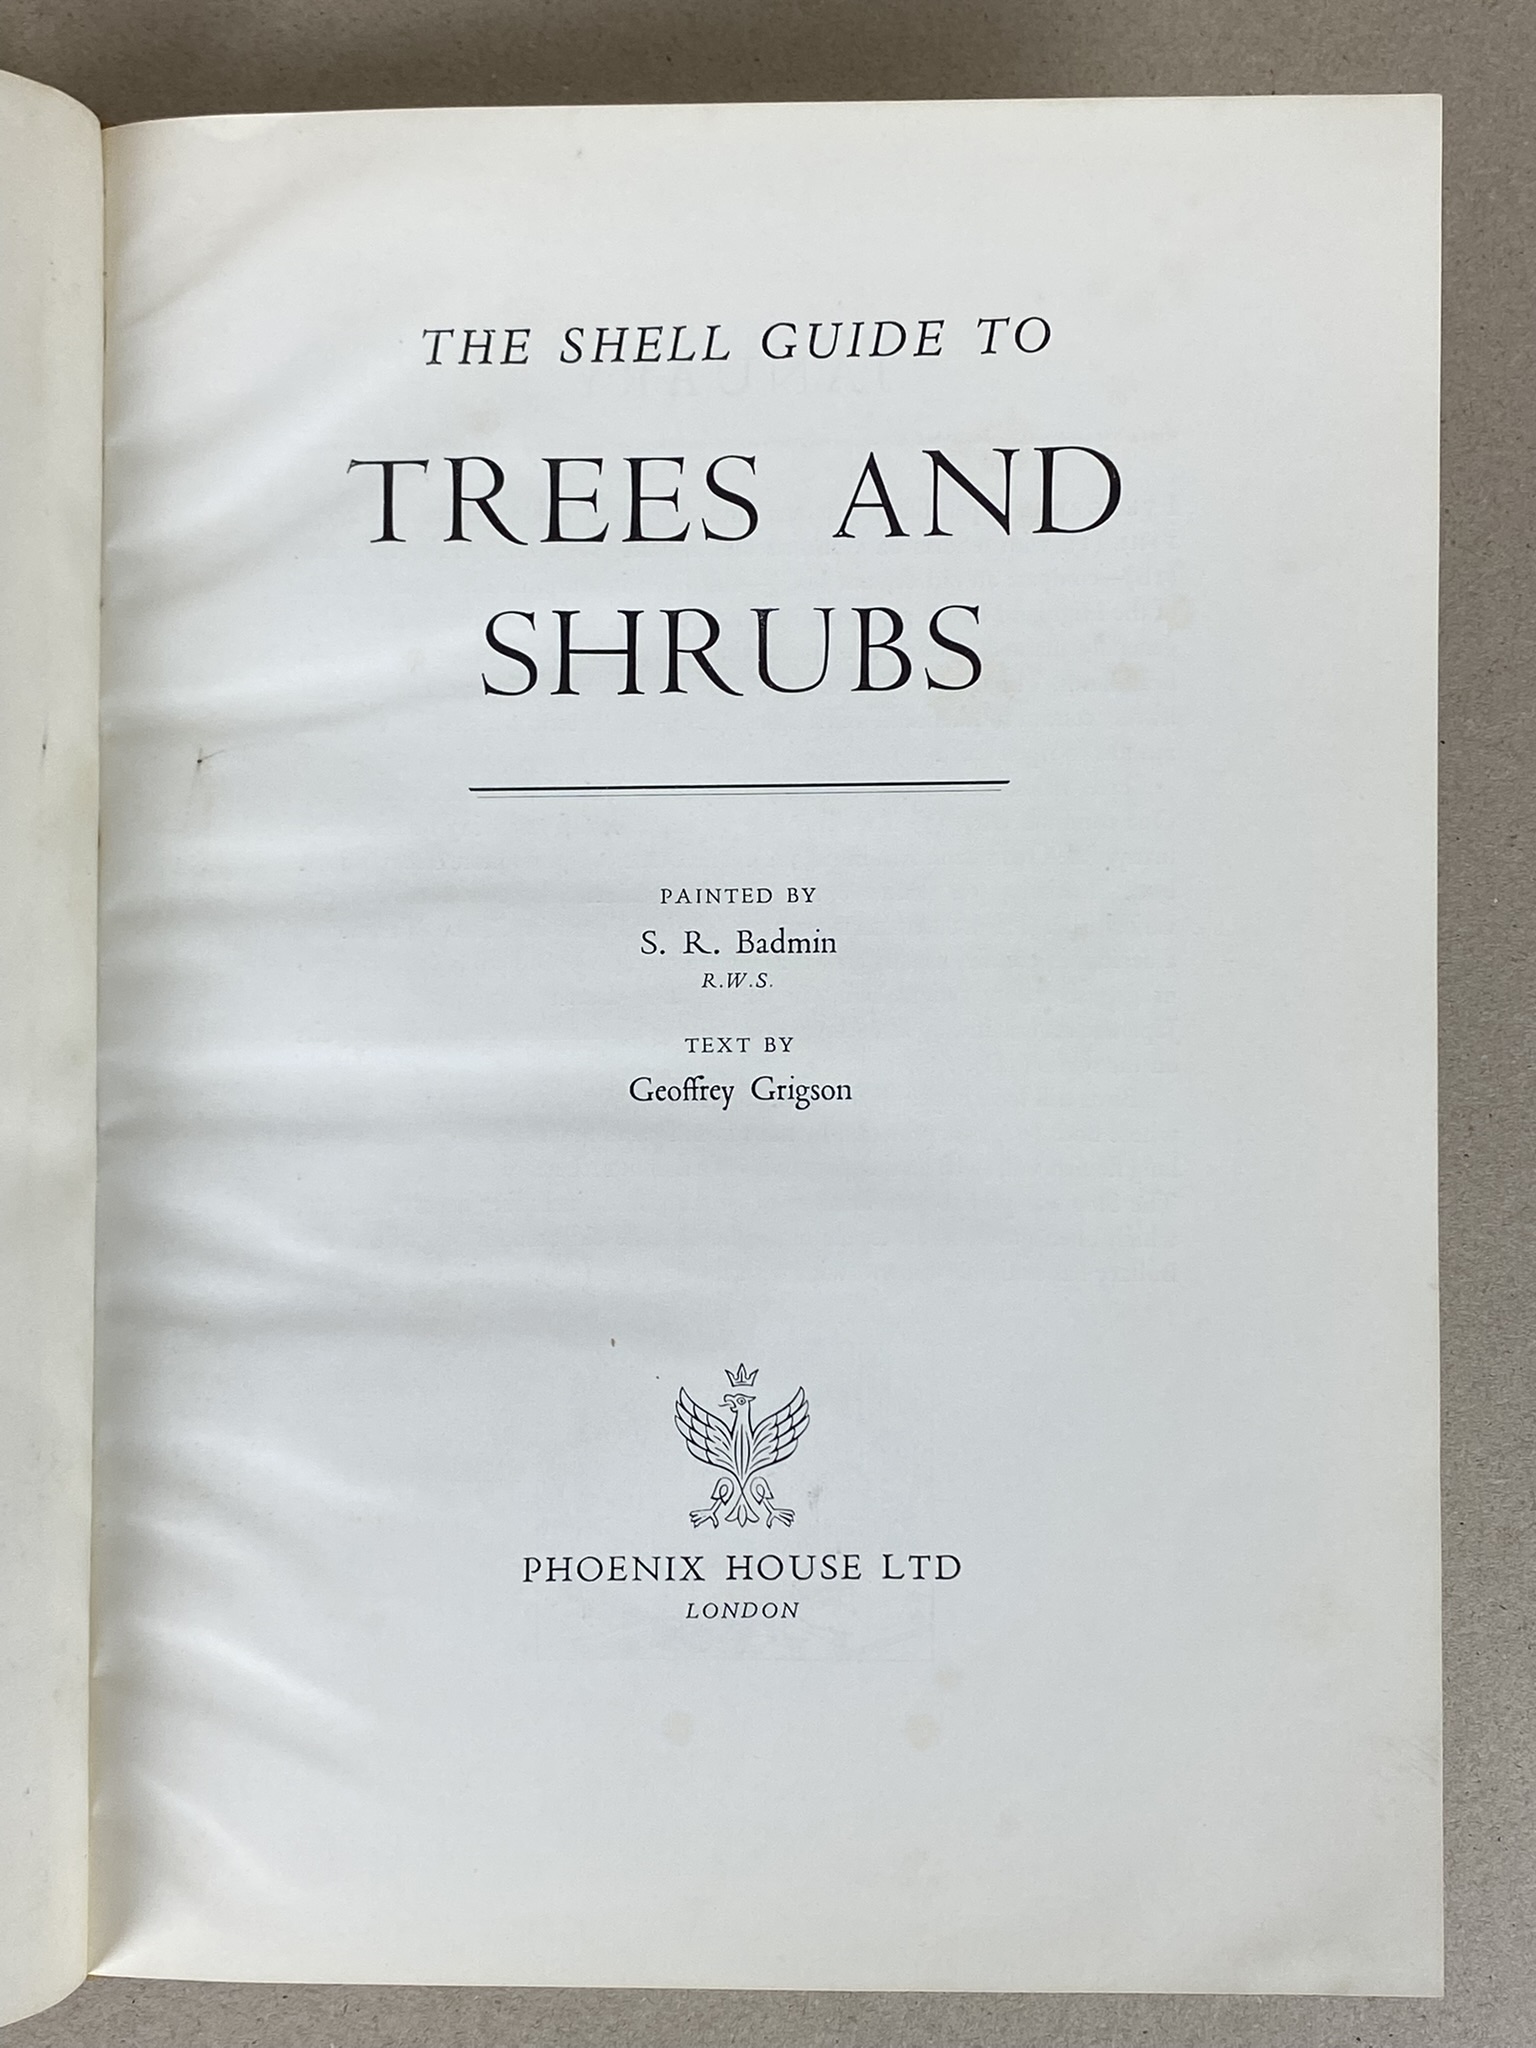 THE SHELL GUIDE TO
TREES AND
SHRUBS
PAINTED BY
S. R. Badmin
R.W.S.
TEXT BY
Geoffrey Grigson
PHOENIX HOUSE LTD
LONDON